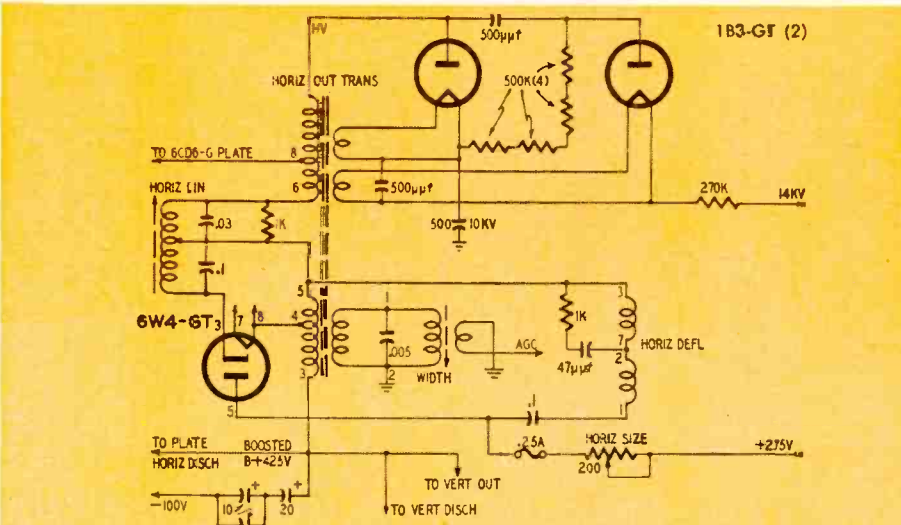 HV
500μμf
1B3-GT (2)
HORIZ OUT TRANS
500K(4)
TO 6CD6-G PLATE
8
HORIZ LIN
6
500μμf
270K
14KV
.03
1K
500
10KV
.1
5
1
3
6W4-GT
3
7
8
4
1K
7
HORIZ DEFL
.005
AGC
47μμf
2
3
2
WIDTH
5
.1
1
TO PLATE
HORIZ DISCH
BOOSTED
B+425V
.25A
HORIZ SIZE
200
+275V
TO VERT OUT
-100V
10
+
20
+
TO VERT DISCH